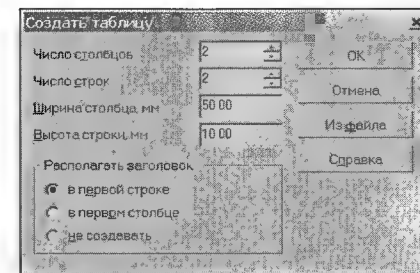 Создать таблицу
Число столбцов 2 OK
Число строк 2 Отмена
Ширина столбца, мм 50 00 Из файла
Высота строки, мм 10 00 Справка
Располагать заголовок
в первой строке
в первом столбце
не создавать